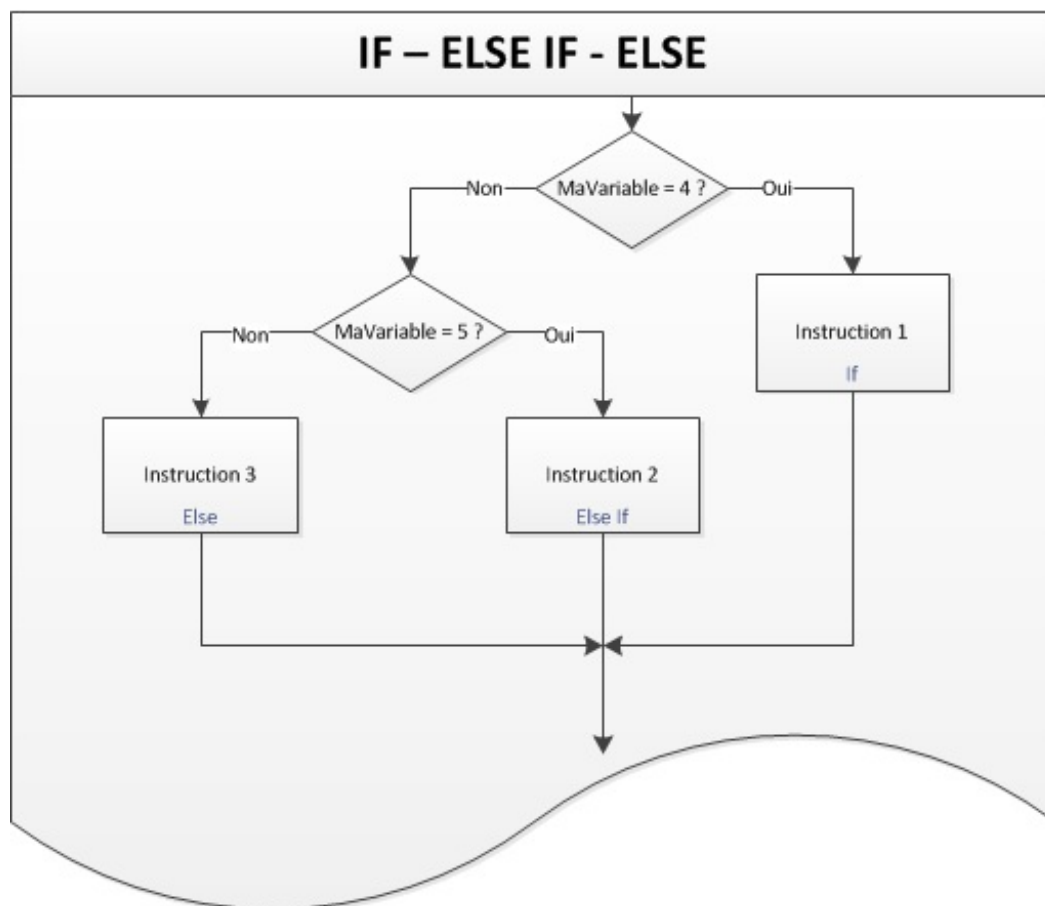 IF – ELSE IF - ELSE
MaVariable = 4 ?
Non
Oui
MaVariable = 5 ?
Non
Oui
Instruction 1
If
Instruction 3
Else
Instruction 2
Else If